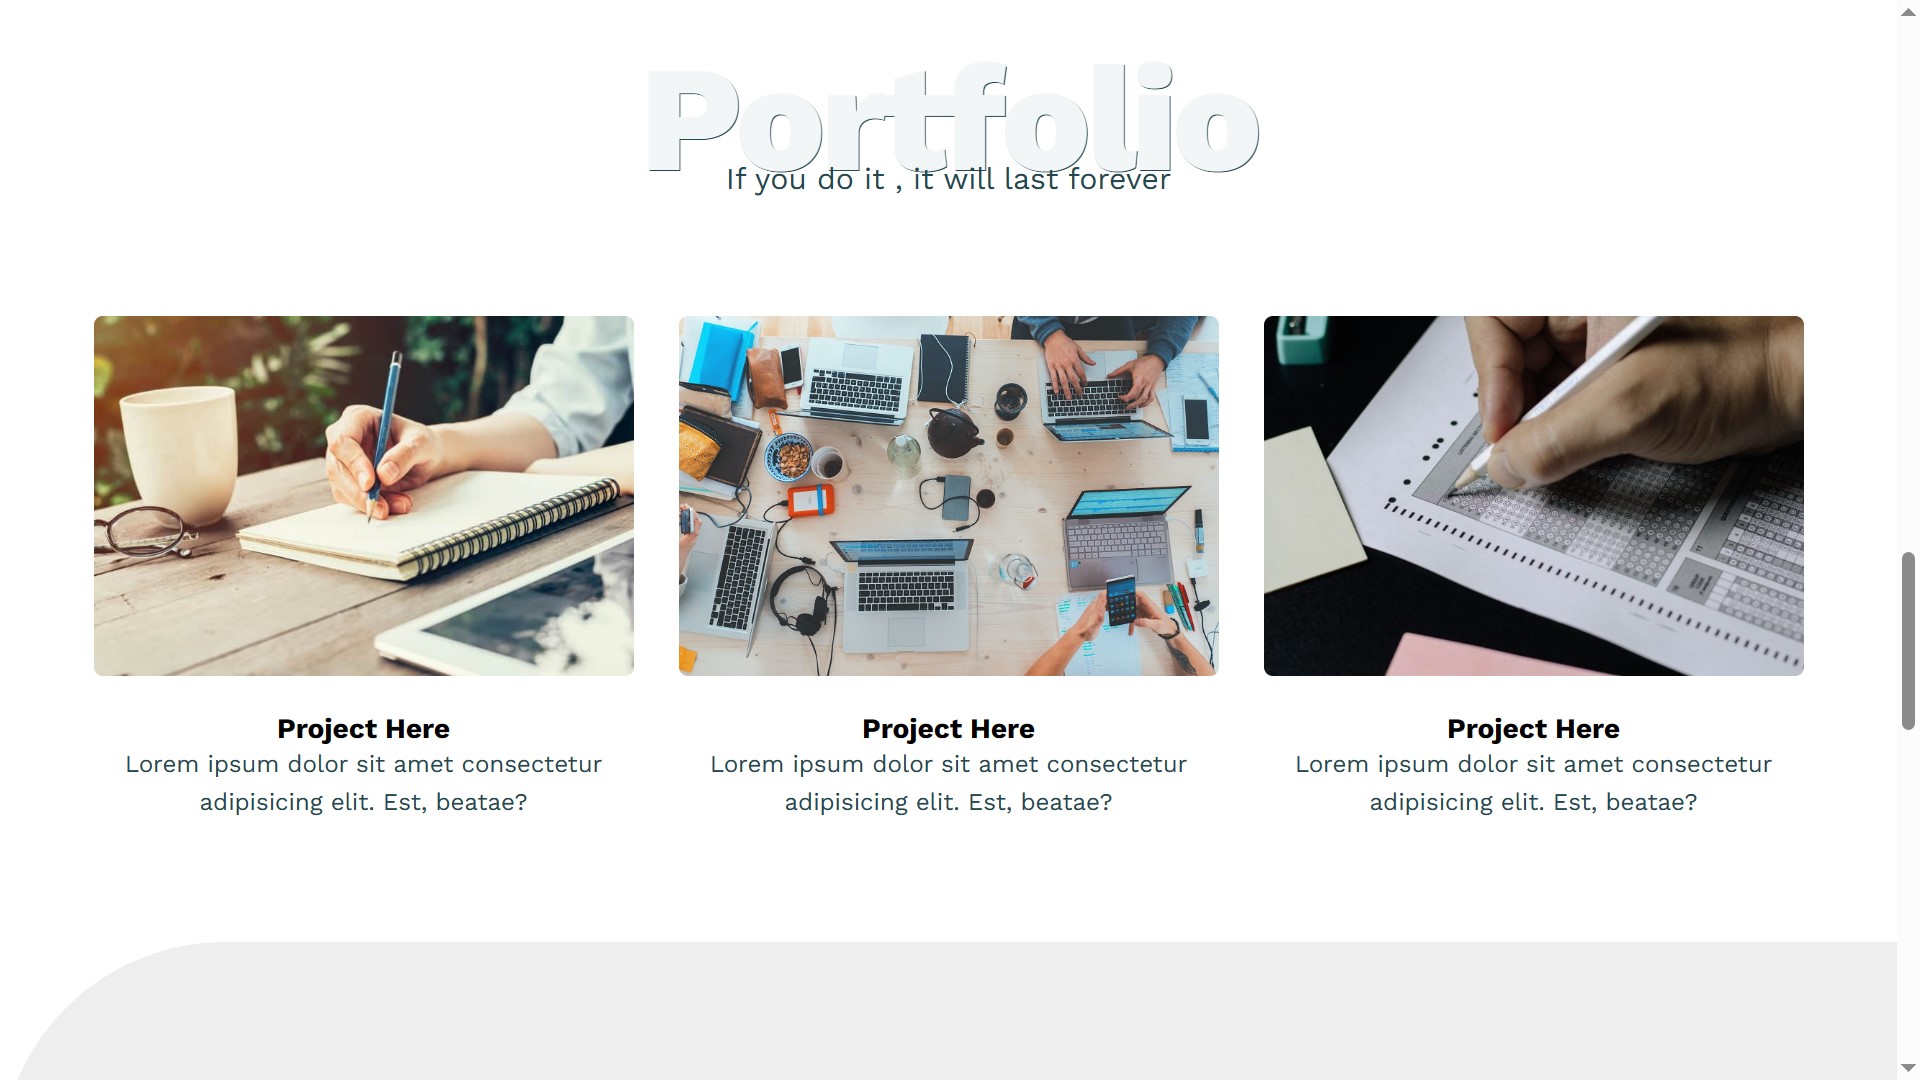 Portfolio
If you do it , it will last forever
Project Here
Lorem ipsum dolor sit amet consectetur
adipisicing elit. Est, beatae?
Project Here
Lorem ipsum dolor sit amet consectetur
adipisicing elit. Est, beatae?
Project Here
Lorem ipsum dolor sit amet consectetur
adipisicing elit. Est, beatae?